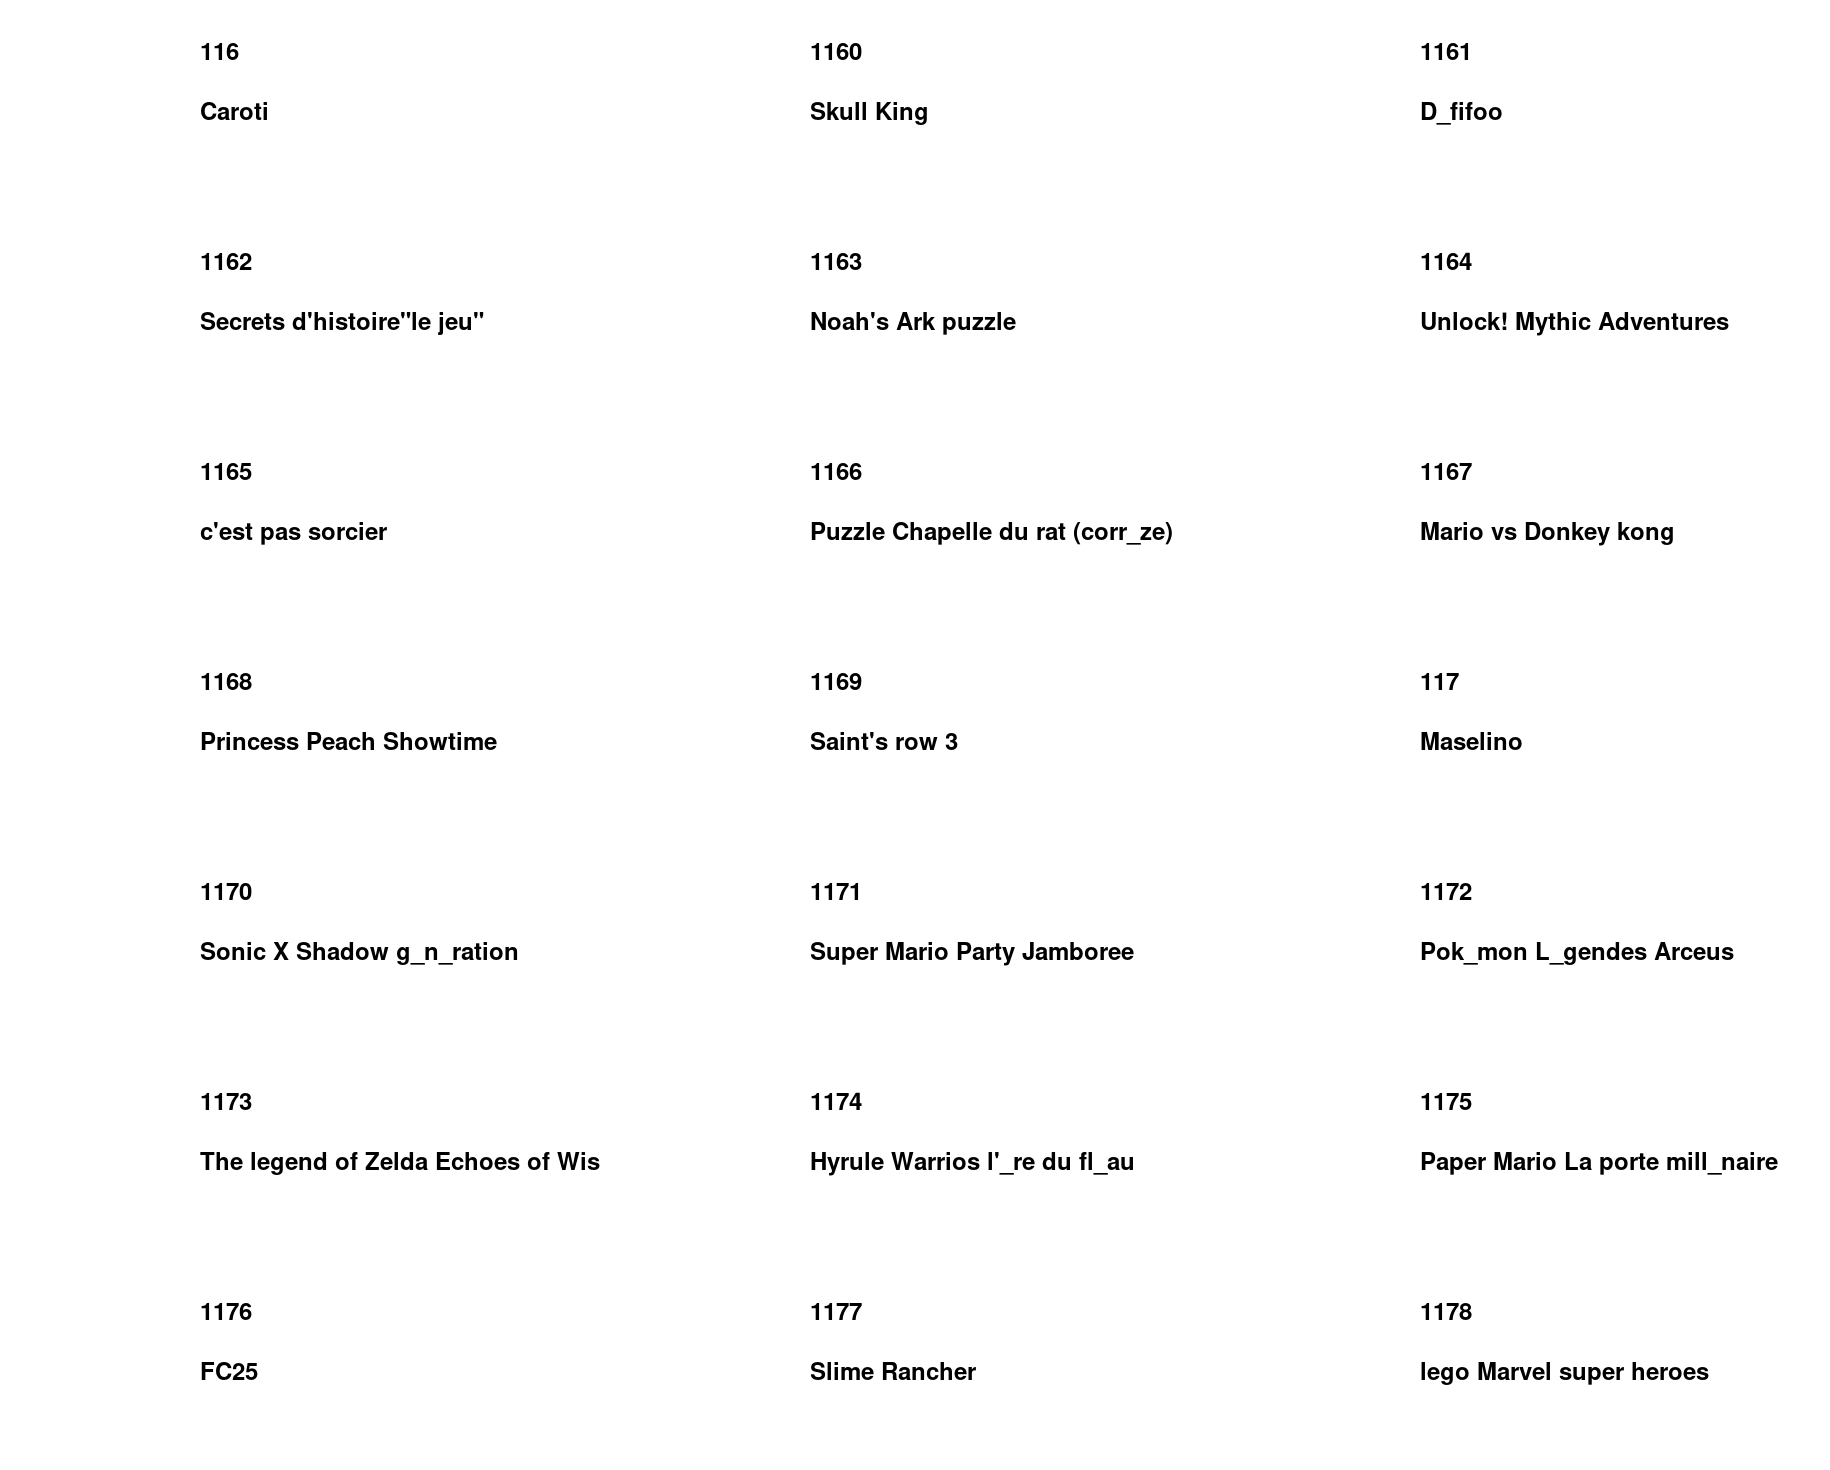 116
1160
1161
Caroti
Skull King
D_fifoo
1162
1163
1164
Secrets d'histoire"le jeu"
Noah's Ark puzzle
Unlock! Mythic Adventures
1165
1166
1167
c'est pas sorcier
Puzzle Chapelle du rat (corr_ze)
Mario vs Donkey kong
1168
1169
117
Princess Peach Showtime
Saint's row 3
Maselino
1170
1171
1172
Sonic X Shadow g_n_ration
Super Mario Party Jamboree
Pok_mon L_gendes Arceus
1173
1174
1175
The legend of Zelda Echoes of Wis
Hyrule Warrios l'_re du fl_au
Paper Mario La porte mill_naire
1176
1177
1178
FC25
Slime Rancher
lego Marvel super heroes